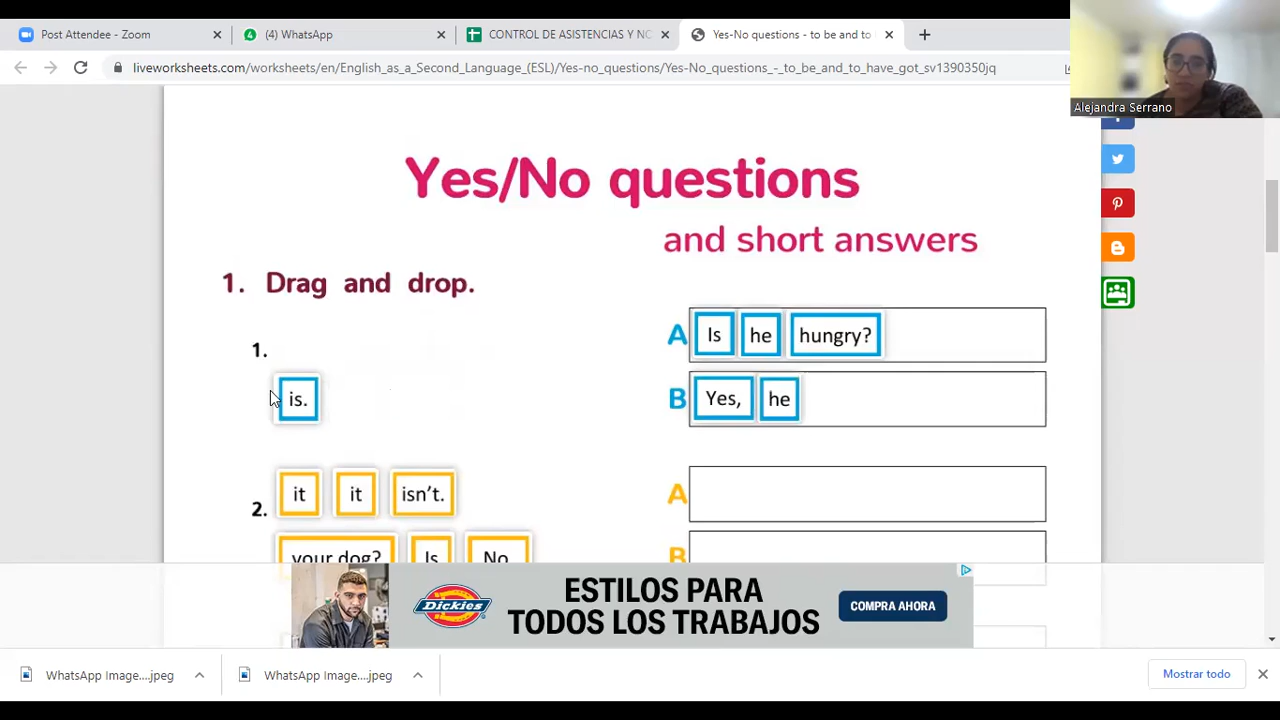 Post Attendee - Zoom
(4) WhatsApp
CONTROL DE ASISTENCIAS Y NO
Yes-No questions - to be and to
liveworksheets.com/worksheets/en/English_as_a_Second_Language_(ESL)/Yes-no_questions/Yes-No_questions_-_to_be_and_to_have_got_sv1390350jq
Alejandra Serrano
Yes/No questions
and short answers
1. Drag and drop.
1.
A Is he hungry?
is.
B Yes, he
2.
it it isn't.
A
your dog? Is No
B
Dickies
ESTILOS PARA
TODOS LOS TRABAJOS
COMPRA AHORA
WhatsApp Image....jpeg
WhatsApp Image....jpeg
Mostrar todo